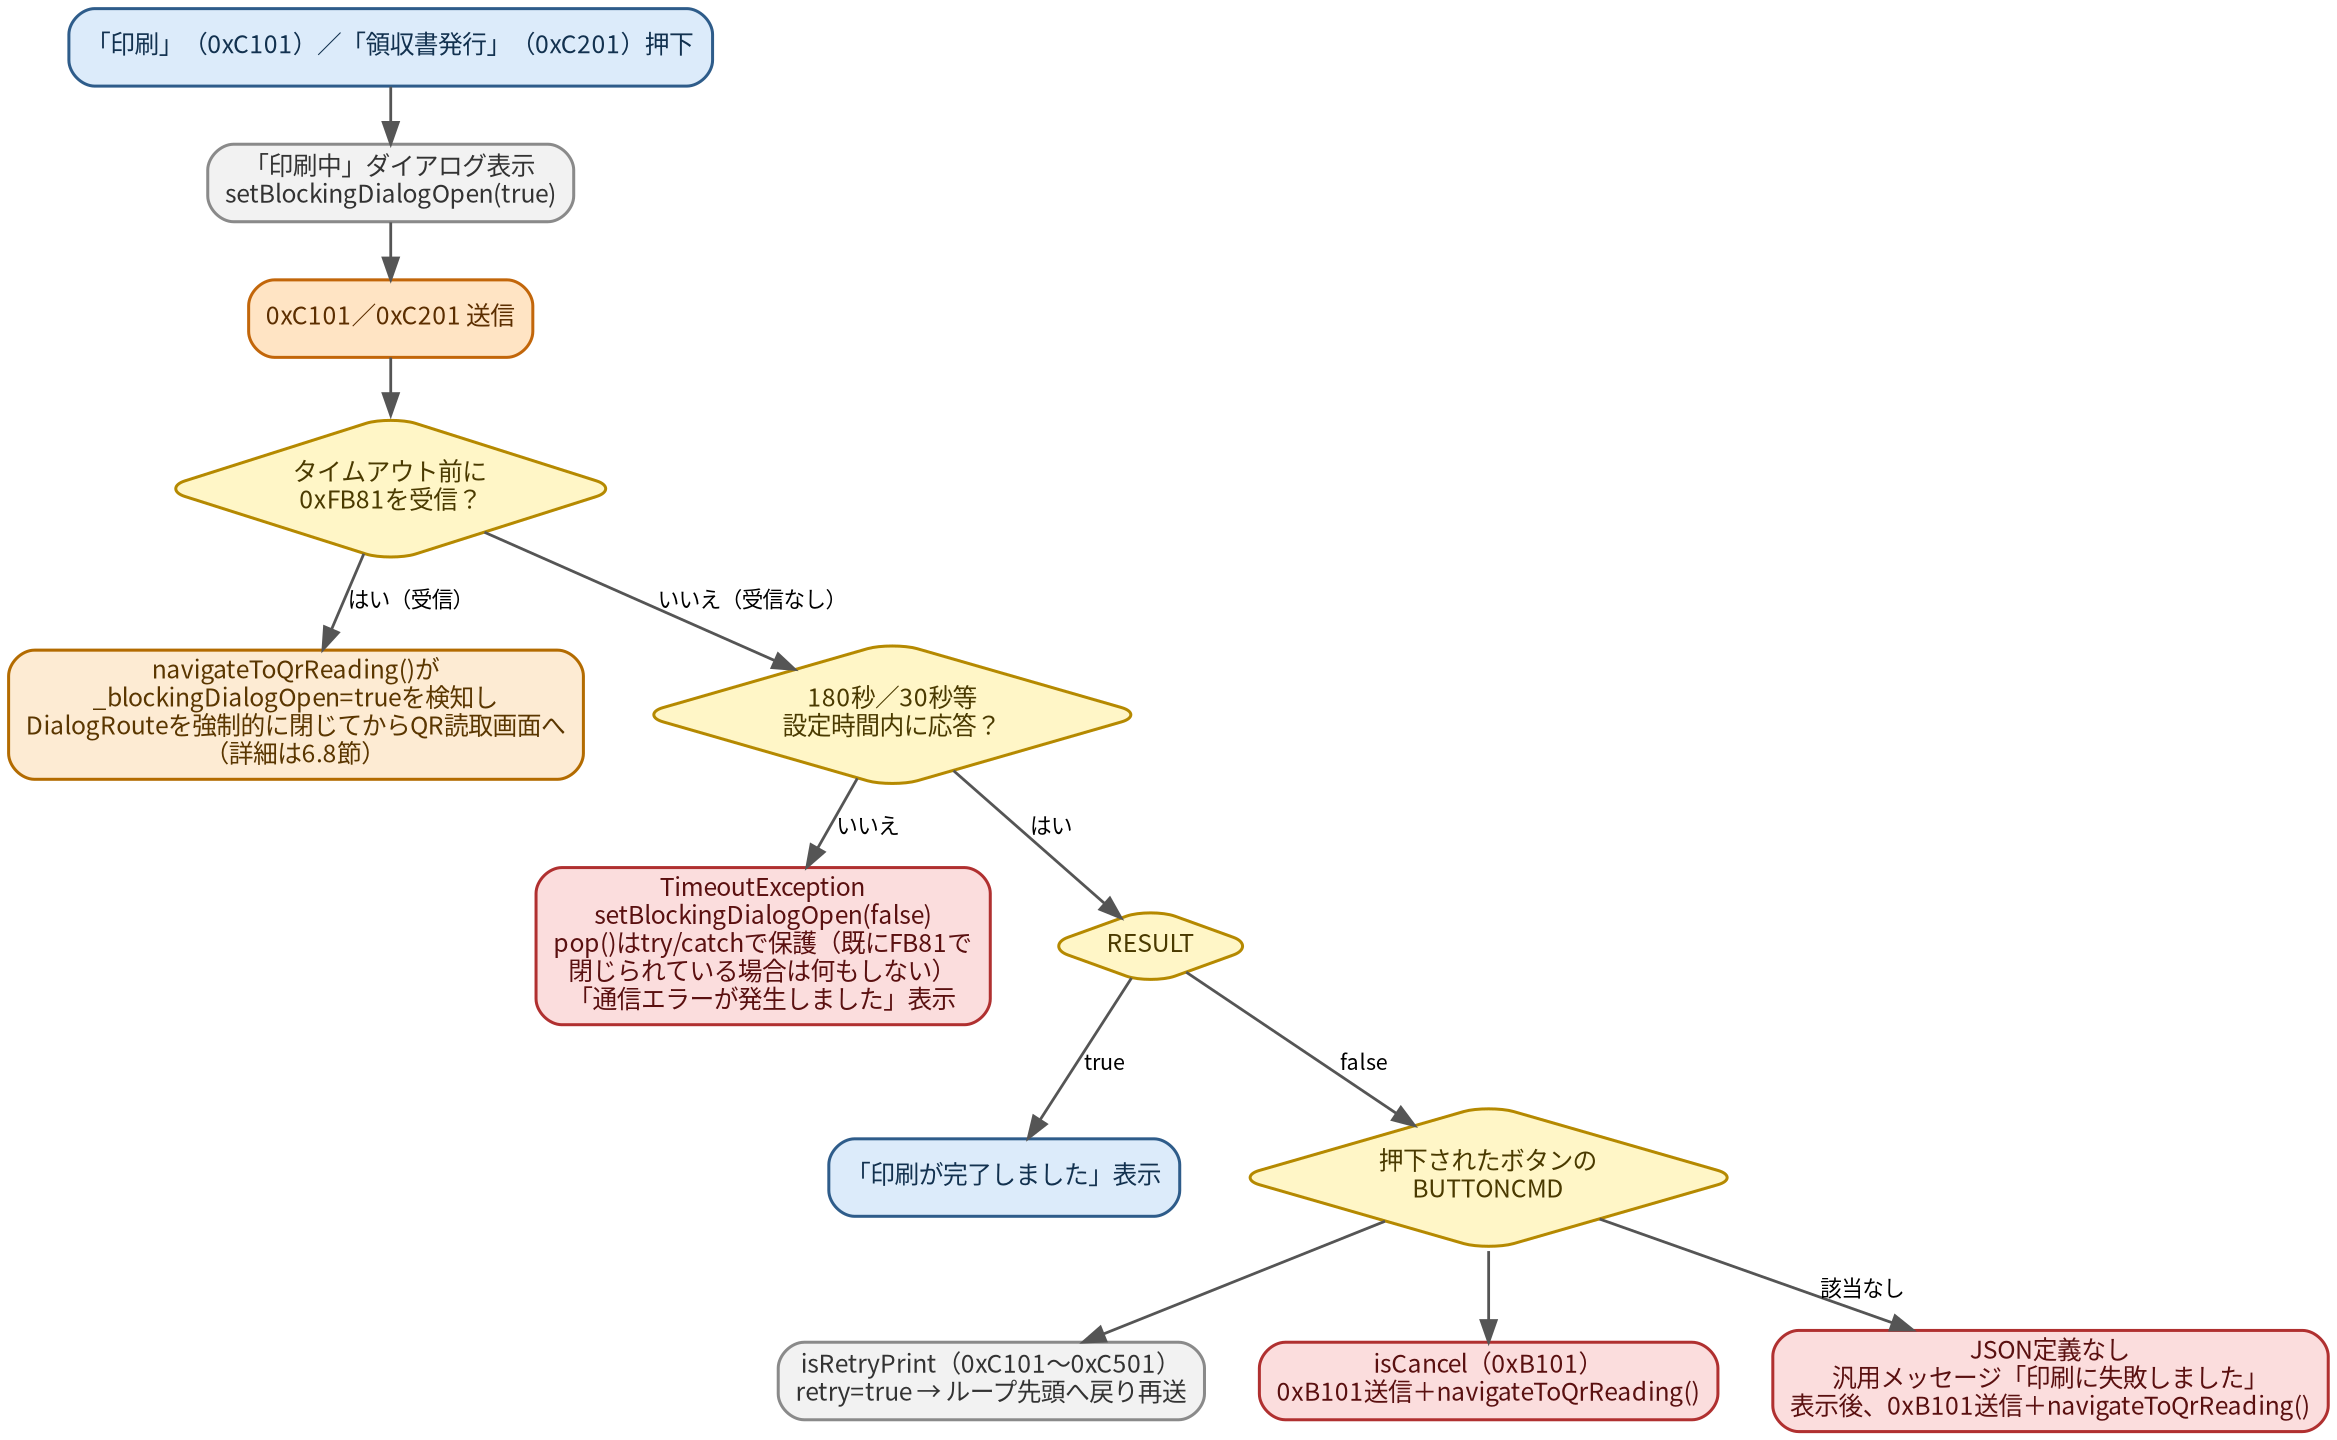 「印刷」（0xC101）／「領収書発行」（0xC201）押下
「印刷中」ダイアログ表示
setBlockingDialogOpen(true)
0xC101／0xC201 送信
タイムアウト前に
0xFB81を受信？
はい（受信）
いいえ（受信なし）
navigateToQrReading()が
_blockingDialogOpen=trueを検知し
DialogRouteを強制的に閉じてからQR読取画面へ
（詳細は6.8節）
180秒／30秒等
設定時間内に応答？
いいえ
はい
TimeoutException
setBlockingDialogOpen(false)
pop()はtry/catchで保護（既にFB81で
閉じられている場合は何もしない）
「通信エラーが発生しました」表示
RESULT
true
false
「印刷が完了しました」表示
押下されたボタンの
BUTTONCMD
該当なし
isRetryPrint（0xC101〜0xC501）
retry=true → ループ先頭へ戻り再送
isCancel（0xB101）
0xB101送信＋navigateToQrReading()
JSON定義なし
汎用メッセージ「印刷に失敗しました」
表示後、0xB101送信＋navigateToQrReading()